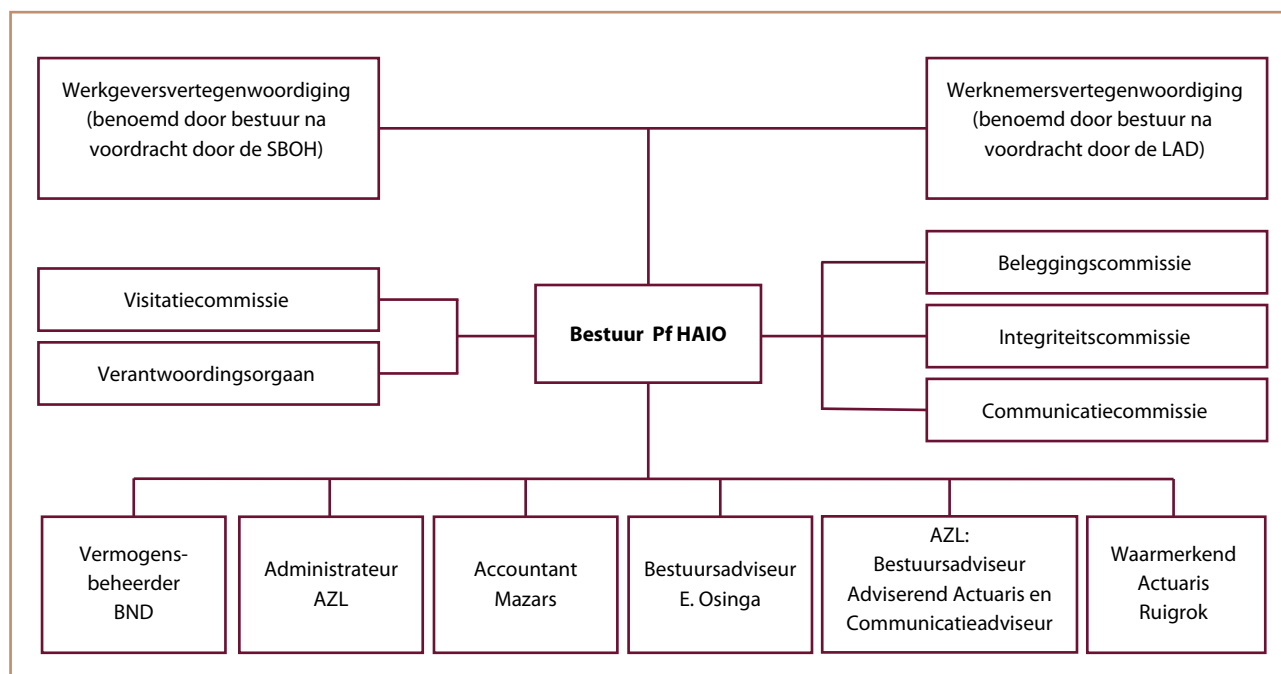 Werkgeversvertegenwoordiging
(benoemd door bestuur na
voordracht door de SBOH)
Werknemersvertegenwoordiging
(benoemd door bestuur na
voordracht door de LAD)
Visitatiecommissie
Verantwoordingsorgaan
Bestuur Pf HAIO
Beleggingscommissie
Integriteitscommissie
Communicatiecommissie
Vermogens-
beheerder
BND
Administrateur
AZL
Accountant
Mazars
Bestuursadviseur
E. Osinga
AZL:
Bestuursadviseur
Adviserend Actuaris en
Communicatieadviseur
Waarmerkend
Actuaris
Ruigrok